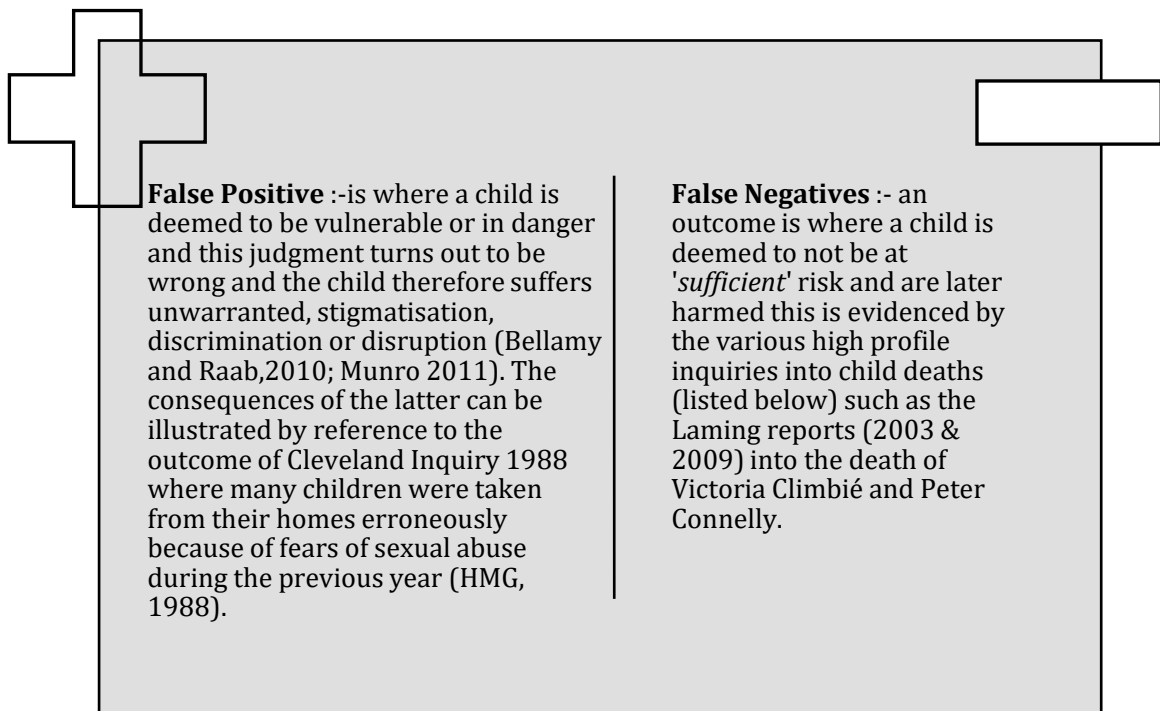 False Positive :-is where a child is
deemed to be vulnerable or in danger
and this judgment turns out to be
wrong and the child therefore suffers
unwarranted, stigmatisation,
discrimination or disruption (Bellamy
and Raab,2010; Munro 2011). The
consequences of the latter can be
illustrated by reference to the
outcome of Cleveland Inquiry 1988
where many children were taken
from their homes erroneously
because of fears of sexual abuse
during the previous year (HMG,
1988).
False Negatives :- an
outcome is where a child is
deemed to not be at
'sufficient' risk and are later
harmed this is evidenced by
the various high profile
inquiries into child deaths
(listed below) such as the
Laming reports (2003 &
2009) into the death of
Victoria Climbié and Peter
Connelly.